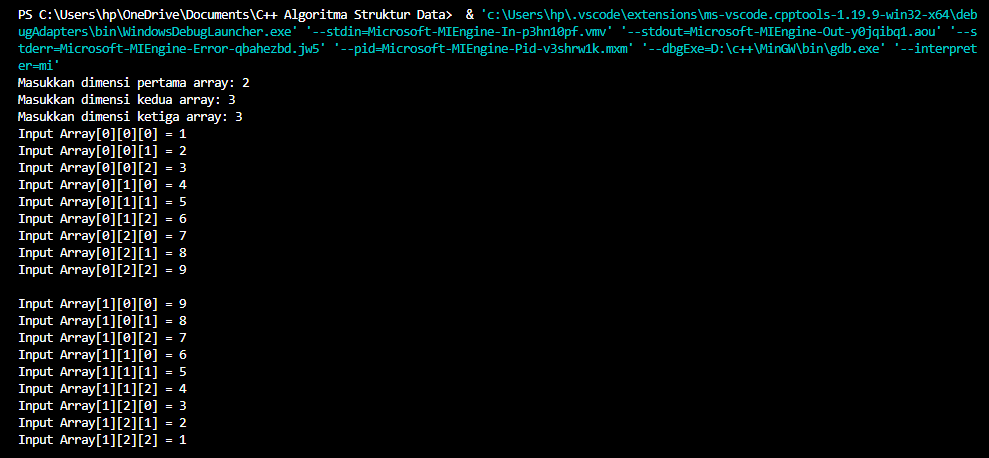 PS C:\Users\hp\OneDrive\Documents\C++ Algoritma Struktur Data>  & 'c:\Users\hp\.vscode\extensions\ms-vscode.cpptools-1.19.9-win32-x64\deb
ugAdapters\bin\WindowsDebugLauncher.exe' '--stdin=Microsoft-MIEngine-In-p3hn10pf.vmv' '--stdout=Microsoft-MIEngine-Out-y0jqibq1.aou' '--s
tderr=Microsoft-MIEngine-Error-qbahezbd.jw5' '--pid=Microsoft-MIEngine-Pid-v3shrw1k.mxm' '--dbgExe=D:\c++\MinGW\bin\gdb.exe' '--interpret
er=mi'
Masukkan dimensi pertama array: 2
Masukkan dimensi kedua array: 3
Masukkan dimensi ketiga array: 3
Input Array[0][0][0] = 1
Input Array[0][0][1] = 2
Input Array[0][0][2] = 3
Input Array[0][1][0] = 4
Input Array[0][1][1] = 5
Input Array[0][1][2] = 6
Input Array[0][2][0] = 7
Input Array[0][2][1] = 8
Input Array[0][2][2] = 9

Input Array[1][0][0] = 9
Input Array[1][0][1] = 8
Input Array[1][0][2] = 7
Input Array[1][1][0] = 6
Input Array[1][1][1] = 5
Input Array[1][1][2] = 4
Input Array[1][2][0] = 3
Input Array[1][2][1] = 2
Input Array[1][2][2] = 1